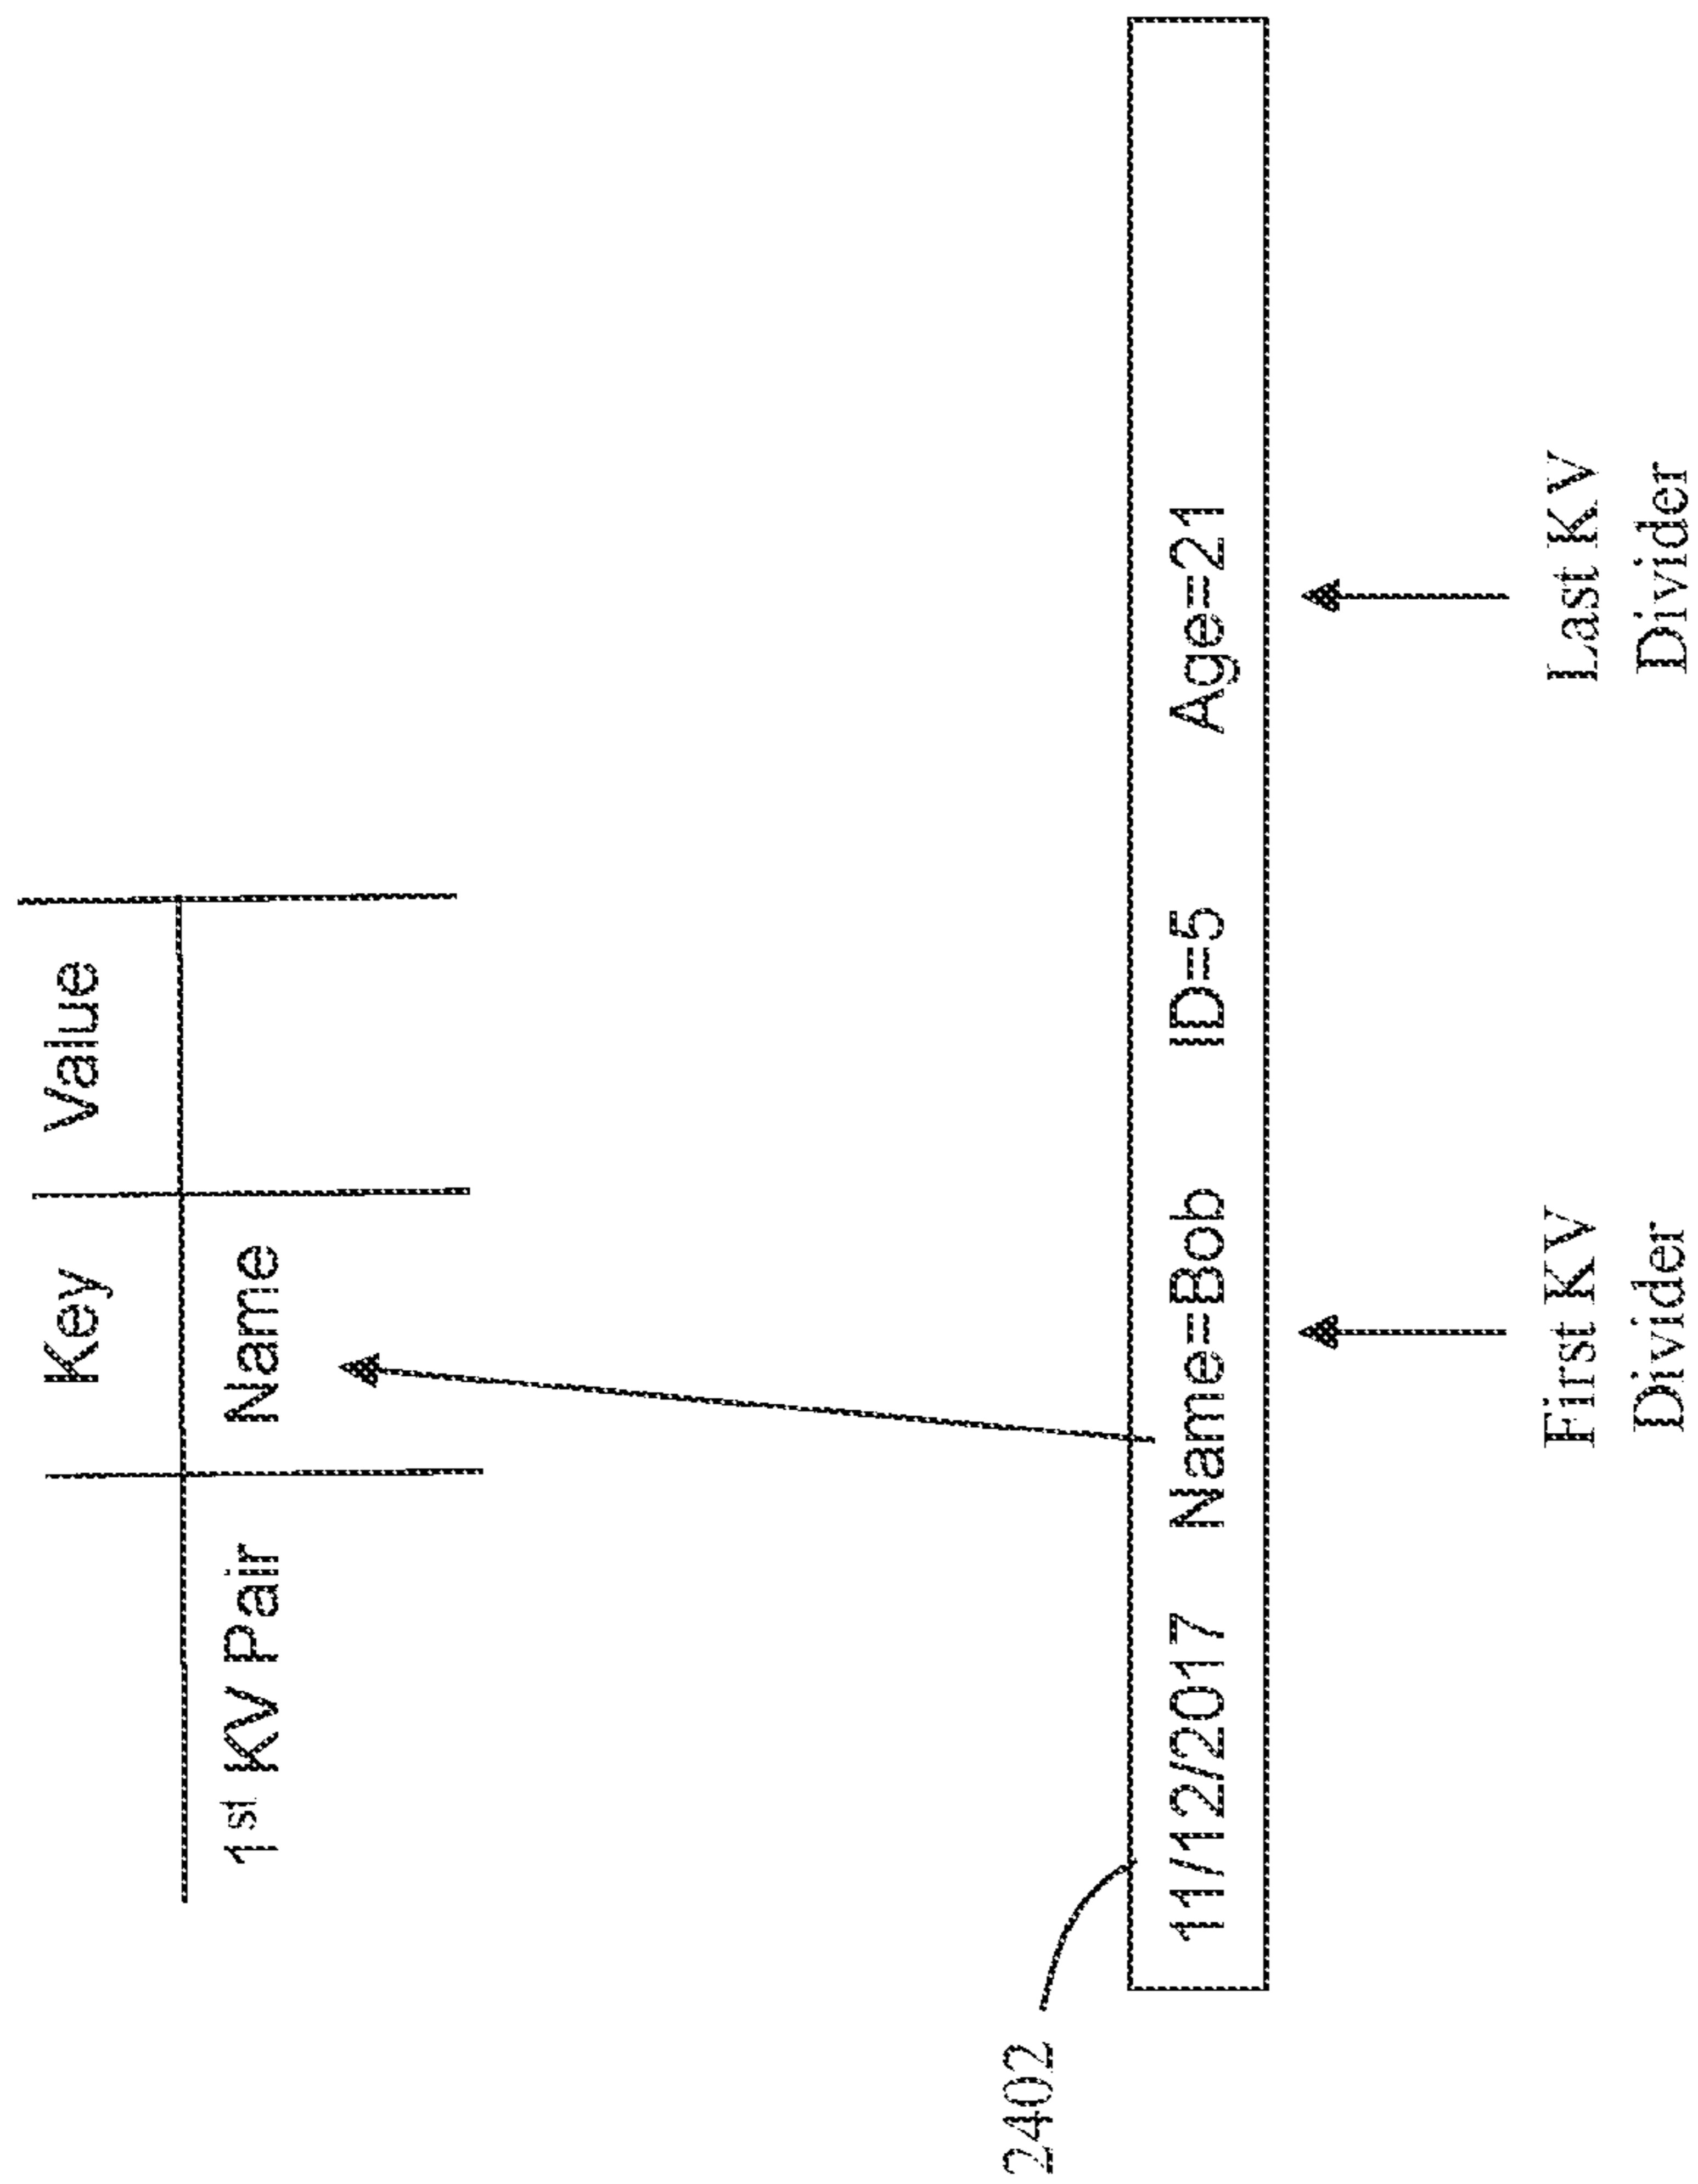 Key Value
1st KV Pair Name
2402
11/12/2017 Name=Bob ID=5 Age=21
First KV Last KV
Divider Divider